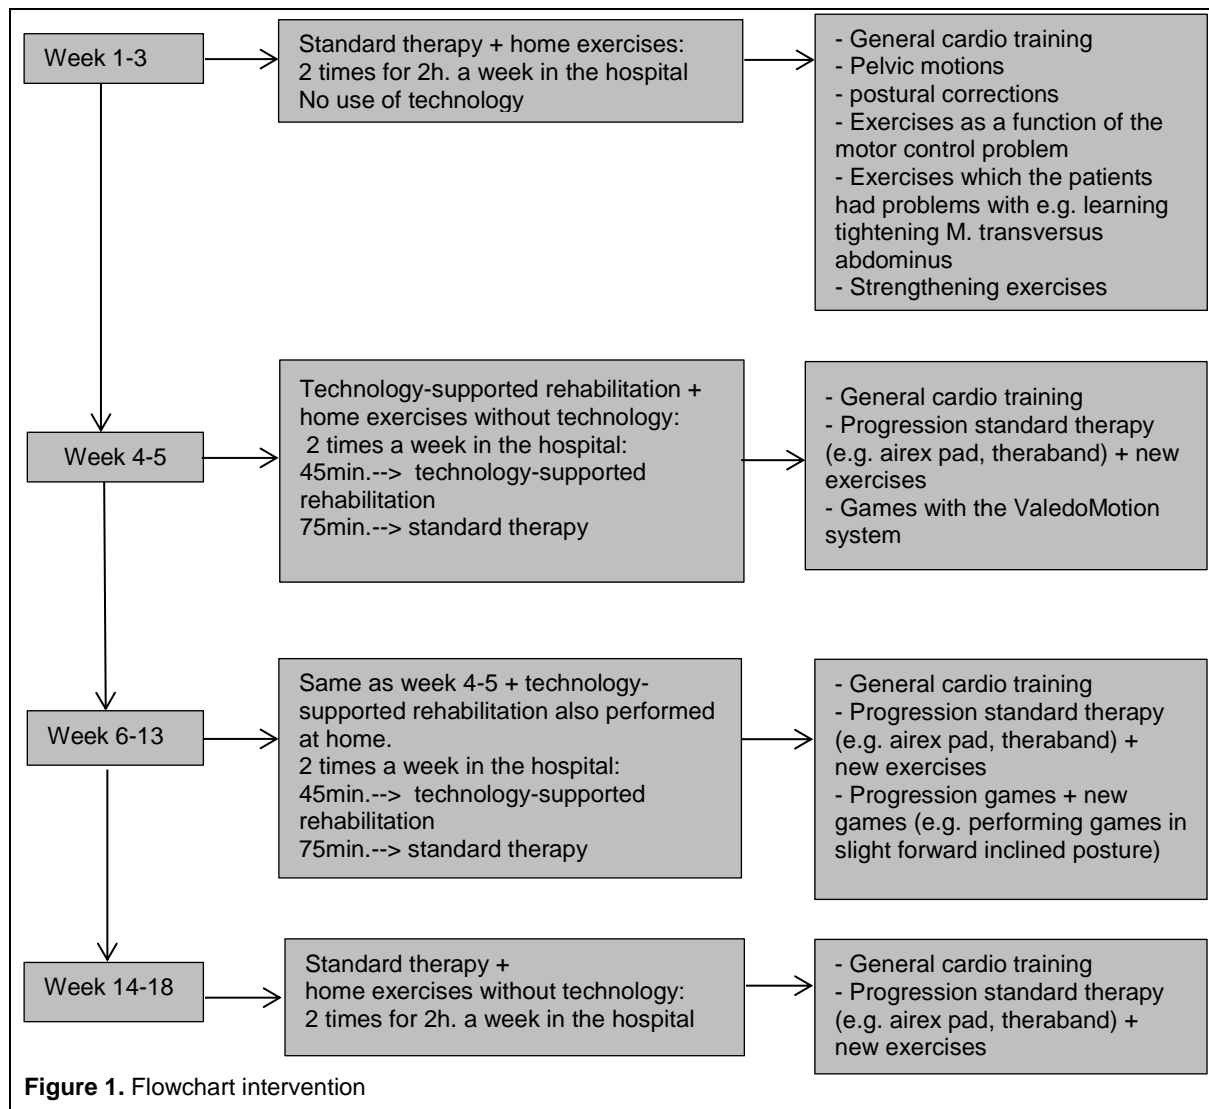 Week 1-3
Standard therapy + home exercises:
2 times for 2h. a week in the hospital
No use of technology
- General cardio training
- Pelvic motions
- postural corrections
- Exercises as a function of the
motor control problem
- Exercises which the patients
had problems with e.g. learning
tightening M. transversus
abdominus
- Strengthening exercises
Week 4-5
Technology-supported rehabilitation +
home exercises without technology:
2 times a week in the hospital:
45min.--> technology-supported
rehabilitation
75min.--> standard therapy
- General cardio training
- Progression standard therapy
(e.g. airex pad, theraband) + new
exercises
- Games with the ValedoMotion
system
Week 6-13
Same as week 4-5 + technology-
supported rehabilitation also performed
at home.
2 times a week in the hospital:
45min.--> technology-supported
rehabilitation
75min.--> standard therapy
- General cardio training
- Progression standard therapy
(e.g. airex pad, theraband) +
new exercises
- Progression games + new
games (e.g. performing games in
slight forward inclined posture)
Week 14-18
Standard therapy +
home exercises without technology:
2 times for 2h. a week in the hospital
- General cardio training
- Progression standard therapy
(e.g. airex pad, theraband) +
new exercises
Figure 1. Flowchart intervention